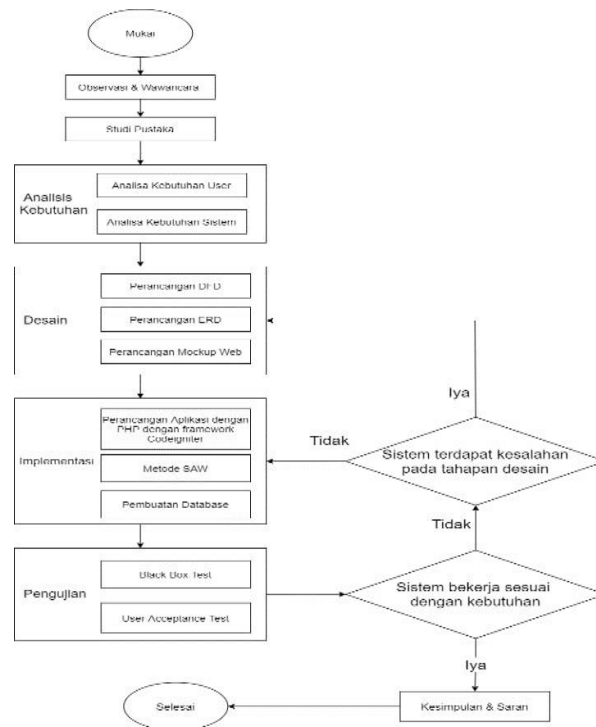 Mukai
Observasi & Wawancara
Studi Pustaka
Analisis
Kebutuhan
Analisa Kebutuhan User
Analisa Kebutuhan Sistem
Desain
Perancangan DFD
Perancangan ERD
Perancangan Mockup Web
Implementasi
Perancangan Aplikasi dengan
PHP dengan framework
Codeigniter
Metode SAW
Pembuatan Database
Pengujian
Black Box Test
User Acceptance Test
Sistem bekerja sesuai
dengan kebutuhan
Tidak
Sistem terdapat kesalahan
pada tahapan desain
Tidak
Iya
Iya
Kesimpulan & Saran
Selesai